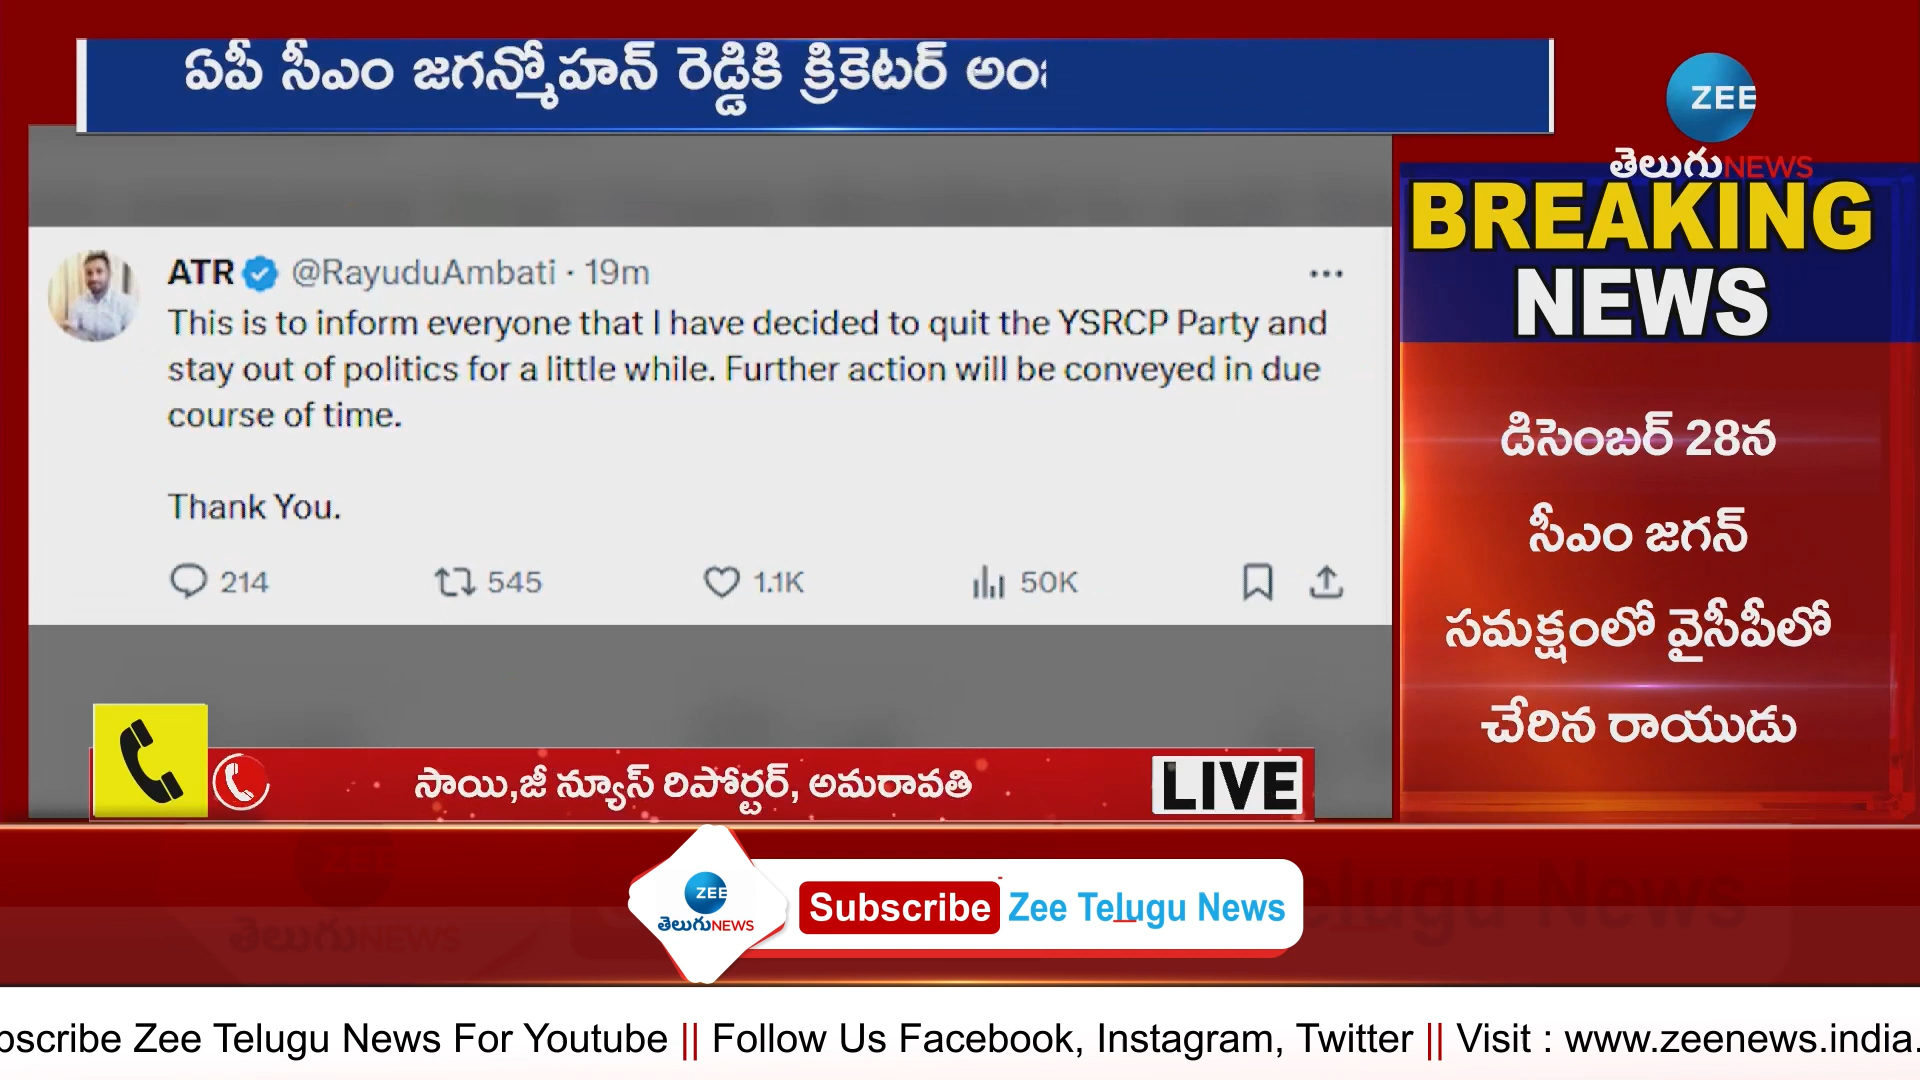 ఏపీ సీఎం జగన్మోహన్ రెడ్డికి క్రికెటర్
ZEE
తెలుగుNEWS
BREAKING
NEWS
ATR @RayuduAmbati · 19m
This is to inform everyone that I have decided to quit the YSRCP Party and
stay out of politics for a little while. Further action will be conveyed in due
course of time.
Thank You.
214 545 1.1K 50K
డిసెంబర్ 28న
సీఎం జగన్
సమక్షంలో వైసీపీలో
చేరిన రాయుడు
సాయి,జీ న్యూస్ రిపోర్టర్, అమరావతి
LIVE
ZEE
తెలుగుNEWS
Subscribe Zee Telugu News
bscribe Zee Telugu News For Youtube || Follow Us Facebook, Instagram, Twitter || Visit : www.zeenews.india.